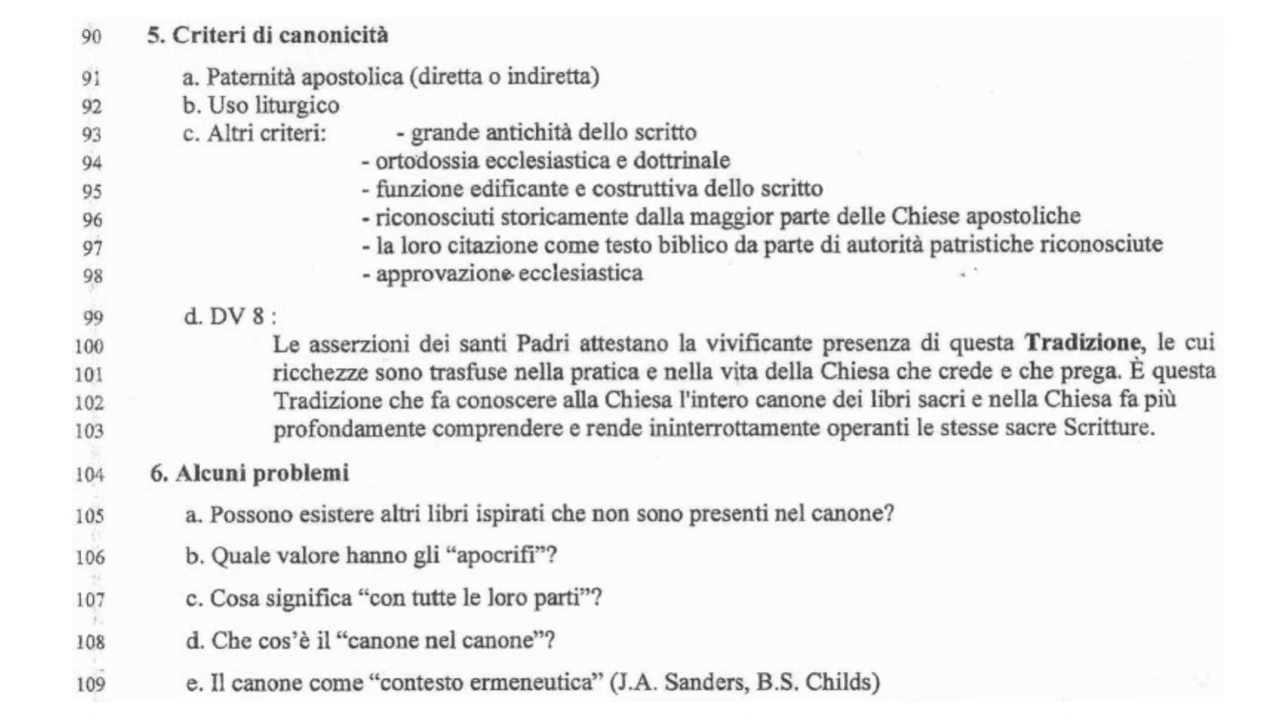 90 5. Criteri di canonicità
91 a. Paternità apostolica (diretta o indiretta)
92 b. Uso liturgico
93 c. Altri criteri: - grande antichità dello scritto
94 - ortodossia ecclesiastica e dottrinale
95 - funzione edificante e costruttiva dello scritto
96 - riconosciuti storicamente dalla maggior parte delle Chiese apostoliche
97 - la loro citazione come testo biblico da parte di autorità patristiche riconosciute
98 - approvazione ecclesiastica
99 d. DV 8 :
100 Le asserzioni dei santi Padri attestano la vivificante presenza di questa Tradizione, le cui
101 ricchezze sono trasfuse nella pratica e nella vita della Chiesa che crede e che prega. È questa
102 Tradizione che fa conoscere alla Chiesa l'intero canone dei libri sacri e nella Chiesa fa più
103 profondamente comprendere e rende ininterrottamente operanti le stesse sacre Scritture.
104 6. Alcuni problemi
105 a. Possono esistere altri libri ispirati che non sono presenti nel canone?
106 b. Quale valore hanno gli “apocrifi”?
107 c. Cosa significa “con tutte le loro parti”?
108 d. Che cos’è il “canone nel canone”?
109 e. Il canone come “contesto ermeneutica” (J.A. Sanders, B.S. Childs)